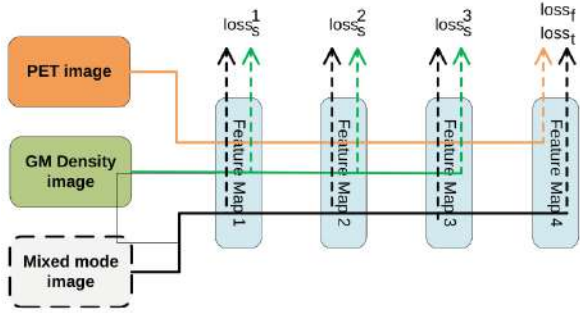 loss_s^1
loss_s^2
loss_s^3
loss_f
loss_t
PET image
GM Density
image
Mixed mode
image
Feature Map 1
Feature Map 2
Feature Map 3
Feature Map 4